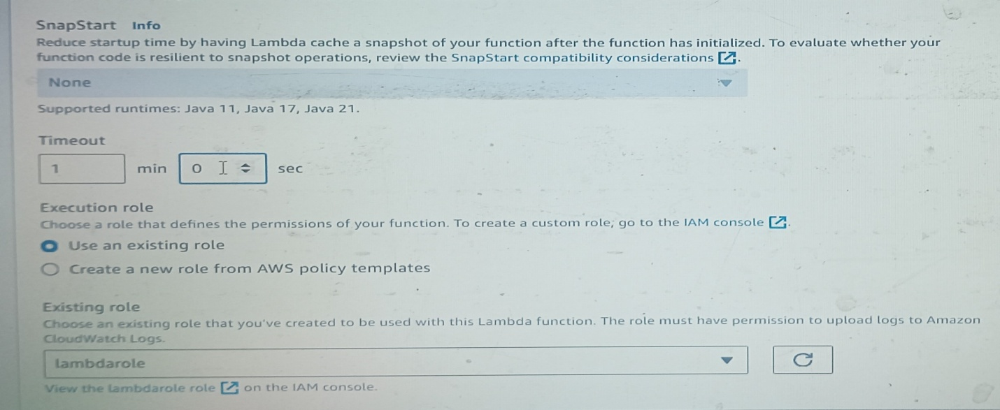 SnapStart Info
Reduce startup time by having Lambda cache a snapshot of your function after the function has initialized. To evaluate whether your
function code is resilient to snapshot operations, review the SnapStart compatibility considerations.
None
Supported runtimes: Java 11, Java 17, Java 21.
Timeout
1 min 0 sec
Execution role
Choose a role that defines the permissions of your function. To create a custom role, go to the IAM console.
Use an existing role
Create a new role from AWS policy templates
Existing role
Choose an existing role that you've created to be used with this Lambda function. The role must have permission to upload logs to Amazon
CloudWatch Logs.
lambdarole
View the lambdarole role on the IAM console.